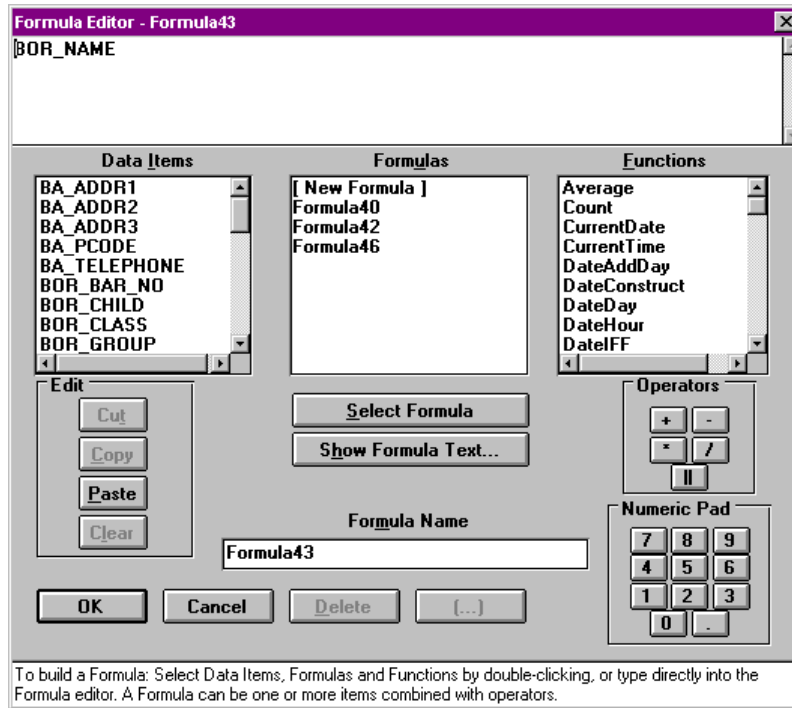 Formula Editor - Formula43
BOR_NAME
Data Items
BA_ADDR1
BA_ADDR2
BA_ADDR3
BA_PCODE
BA_TELEPHONE
BOR_BAR_NO
BOR_CHILD
BOR_CLASS
BOR_GROUP
Formulas
[ New Formula ]
Formula40
Formula42
Formula46
Functions
Average
Count
CurrentDate
CurrentTime
DateAddDay
DateConstruct
DateDay
DateHour
DateIFF
Edit
Cut
Copy
Paste
Clear
Select Formula
Show Formula Text...
Operators
+ -
* /
||
Formula Name
Formula43
Numeric Pad
7 8 9
4 5 6
1 2 3
0 .
OK Cancel Delete (...)
To build a Formula: Select Data Items, Formulas and Functions by double-clicking, or type directly into the
Formula editor. A Formula can be one or more items combined with operators.